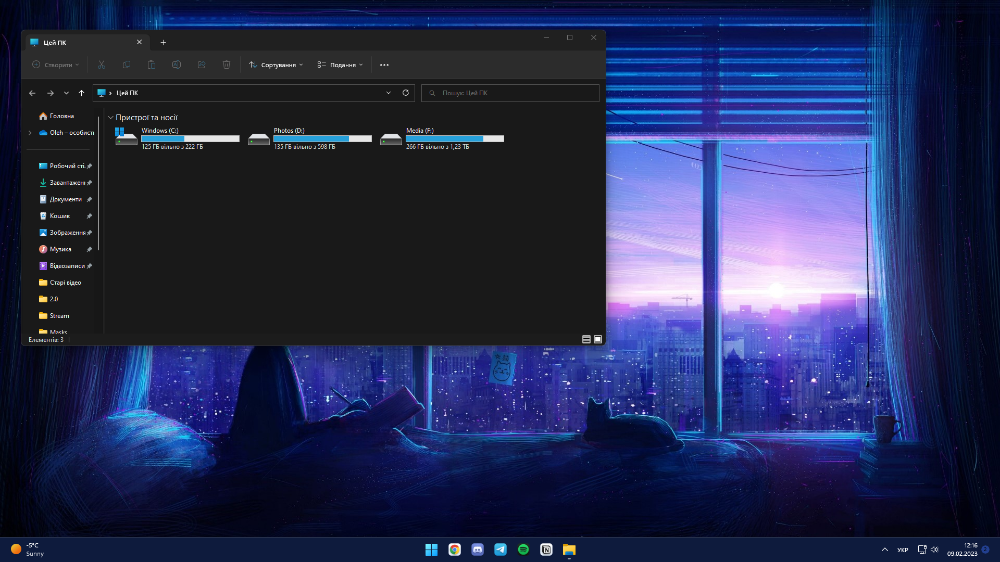 Цей ПК
Створити
Сортування
Подання
Цей ПК
Пошук: Цей ПК
Головна
Oleh – особисті
Робочий стіл
Завантажен
Документи
Кошик
Зображення
Музика
Відеозаписи
Старі відео
2.0
Stream
Masks
Пристрої та носії
Windows (C:)
125 ГБ вільно з 222 ГБ
Photos (D:)
135 ГБ вільно з 598 ГБ
Media (F:)
266 ГБ вільно з 1,23 ТБ
Елементів: 3
-5°C
Sunny
УКР
12:16
09.02.2023
2